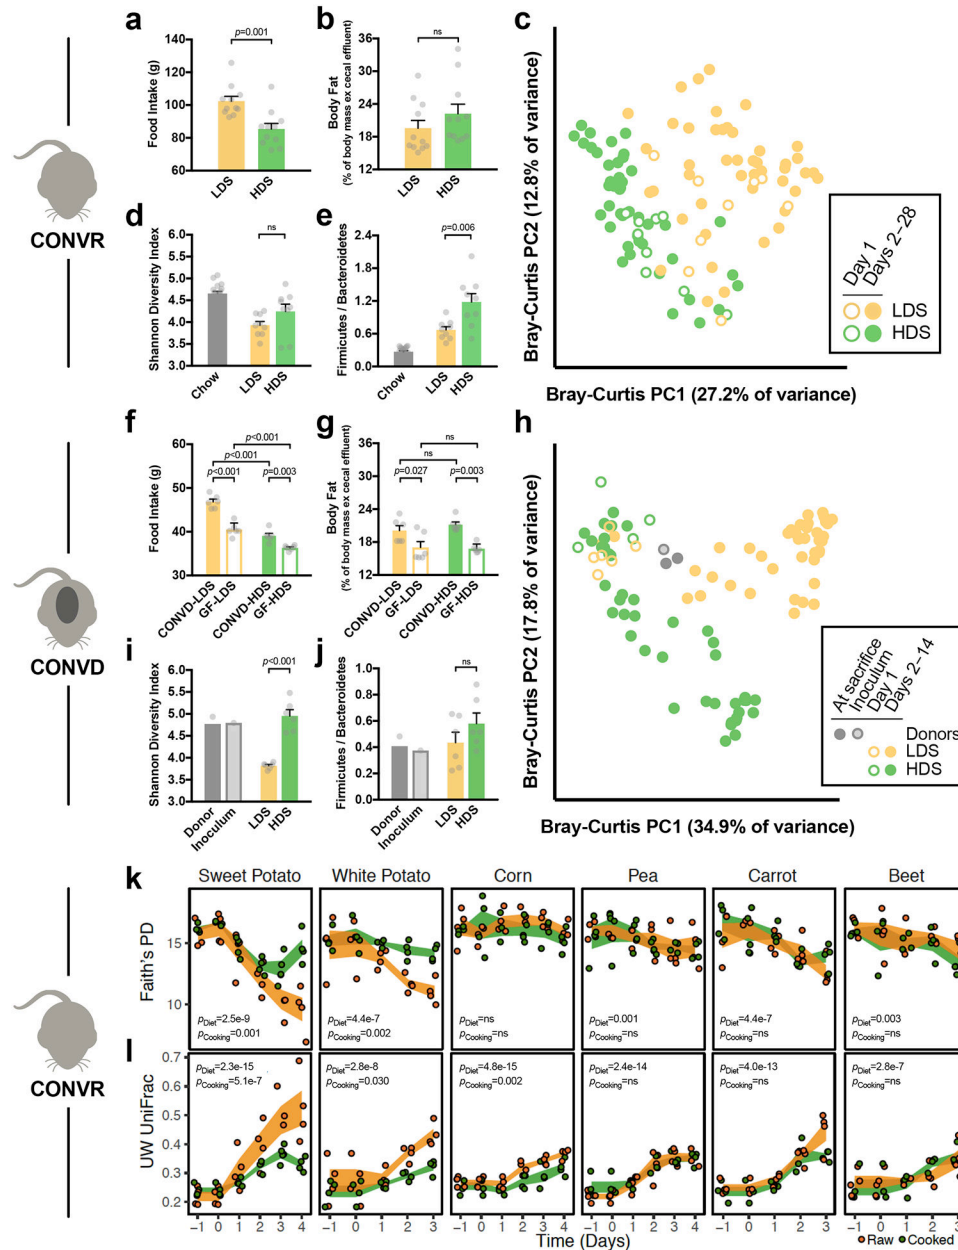 a
p=0.001
Food Intake (g)
140
120
100
80
60
LDS
HDS
b
ns
Body Fat
(% of body mass ex cecal effluent)
36
30
24
18
12
LDS
HDS
c
Bray-Curtis PC2 (12.8% of variance)
Bray-Curtis PC1 (27.2% of variance)
Day 1
Days 2–28
LDS
HDS
CONVR
d
ns
Shannon Diversity Index
6.0
5.5
5.0
4.5
4.0
3.5
3.0
Chow
LDS
HDS
e
p=0.006
Firmicutes / Bacteroidetes
2.4
1.8
1.2
0.6
0.0
Chow
LDS
HDS
f
p<0.001
p<0.001
p<0.001
p=0.003
Food Intake (g)
60
50
40
30
CONVD-LDS
GF-LDS
CONVD-HDS
GF-HDS
g
ns
ns
p=0.027
p=0.003
Body Fat
(% of body mass ex cecal effluent)
36
30
24
18
12
CONVD-LDS
GF-LDS
CONVD-HDS
GF-HDS
h
Bray-Curtis PC2 (17.8% of variance)
Bray-Curtis PC1 (34.9% of variance)
At sacrifice
Inoculum
Day 1
Days 2–14
Donors
LDS
HDS
CONVD
i
p<0.001
Shannon Diversity Index
6.0
5.5
5.0
4.5
4.0
3.5
3.0
Donor
Inoculum
LDS
HDS
j
ns
Firmicutes / Bacteroidetes
1.0
0.8
0.6
0.4
0.2
0.0
Donor
Inoculum
LDS
HDS
k
Sweet Potato
White Potato
Corn
Pea
Carrot
Beet
Faith's PD
15
10
pDiet=2.5e-9
pCooking=0.001
pDiet=4.4e-7
pCooking=0.002
pDiet=ns
pCooking=ns
pDiet=0.001
pCooking=ns
pDiet=4.4e-7
pCooking=ns
pDiet=0.003
pCooking=ns
l
UW UniFrac
0.7
0.6
0.5
0.4
0.3
0.2
pDiet=2.3e-15
pCooking=5.1e-7
pDiet=2.8e-8
pCooking=0.030
pDiet=4.8e-15
pCooking=0.002
pDiet=2.4e-14
pCooking=ns
pDiet=4.0e-13
pCooking=ns
pDiet=2.8e-7
pCooking=ns
CONVR
−1 0 1 2 3 4
−1 0 1 2 3
−1 0 1 2 3 4
−1 0 1 2 3 4
−1 0 1 2 3
−1 0 1 2 3
Time (Days)
Raw
Cooked